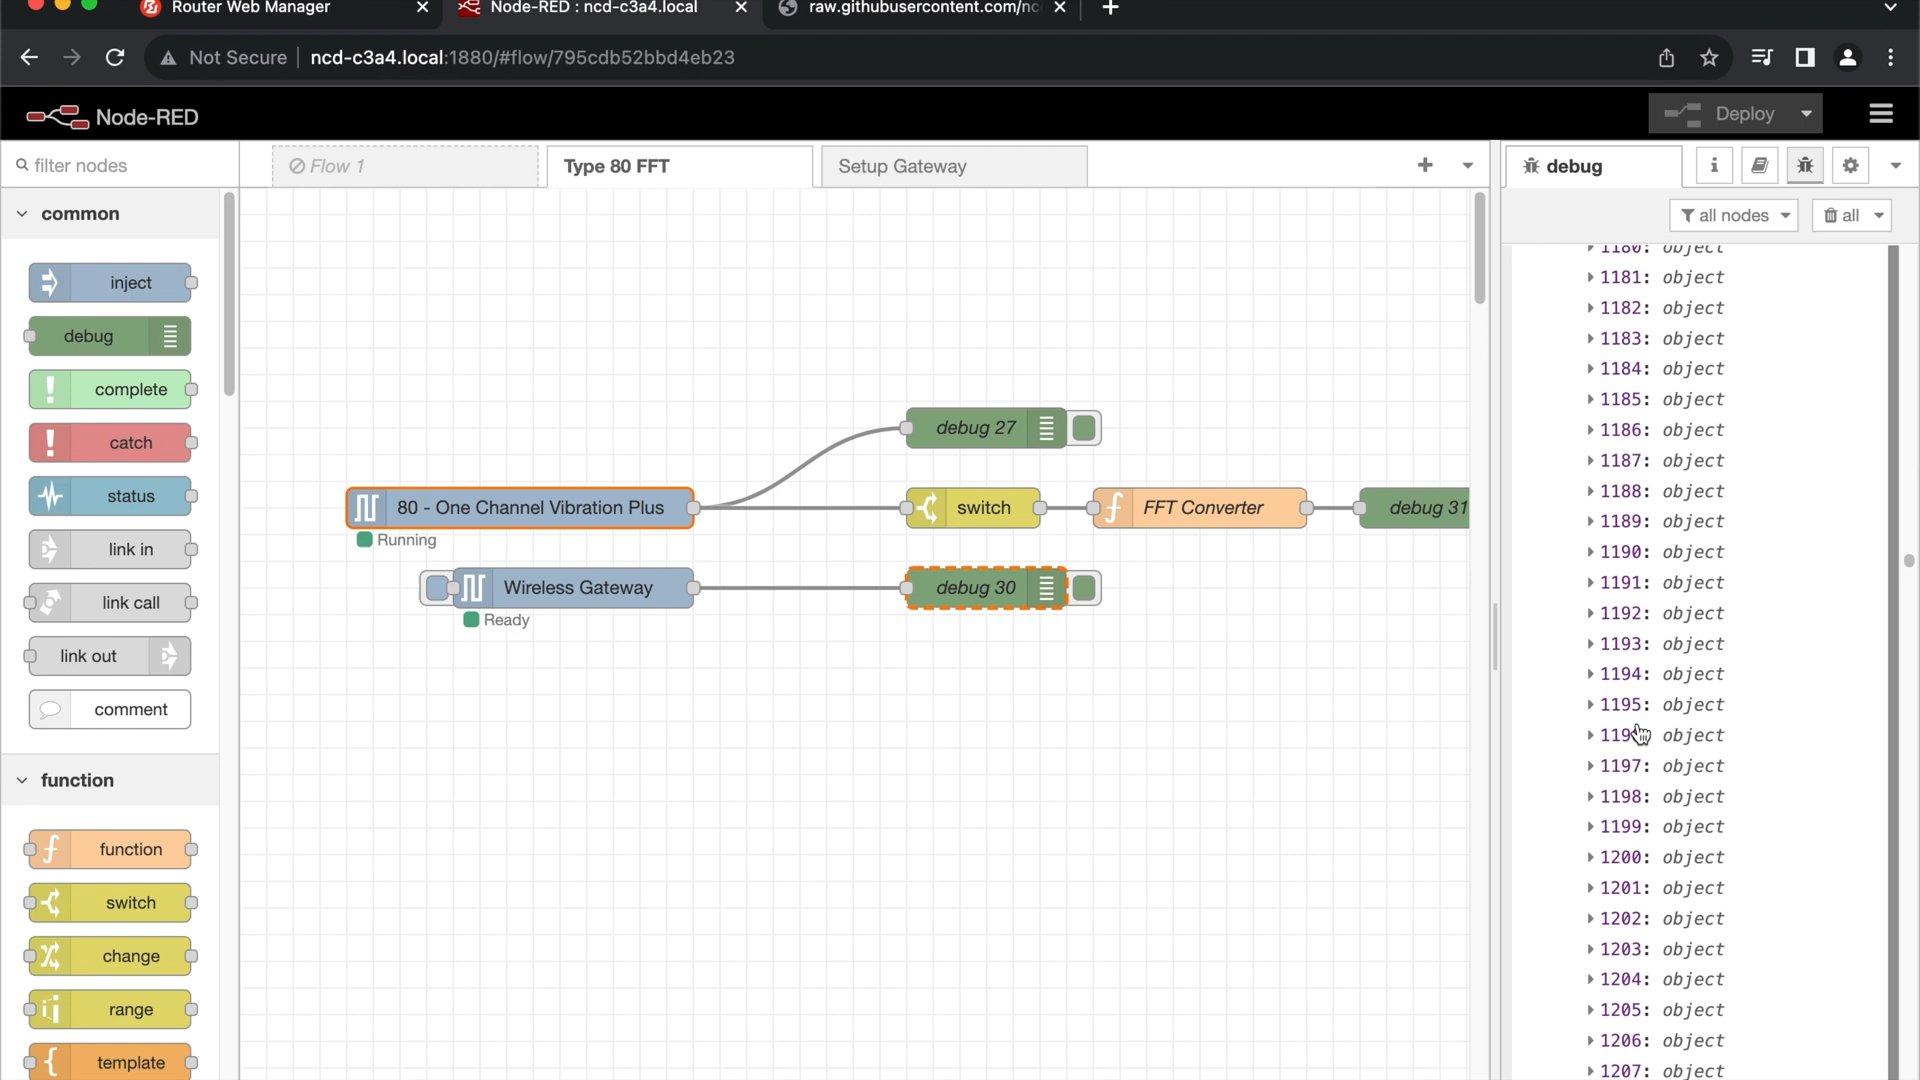 Router Web Manager
Node-RED : ncd-c3a4.local
raw.githubusercontent.com/nc
Not Secure
ncd-c3a4.local:1880/#flow/795cdb52bbd4eb23
Node-RED
Deploy
filter nodes
Flow 1
Type 80 FFT
Setup Gateway
debug
all nodes
all
common
inject
debug
complete
catch
status
link in
link call
link out
comment
function
function
switch
change
range
template
debug 27
80 - One Channel Vibration Plus
Running
switch
FFT Converter
debug 31
Wireless Gateway
Ready
debug 30
1180: object
1181: object
1182: object
1183: object
1184: object
1185: object
1186: object
1187: object
1188: object
1189: object
1190: object
1191: object
1192: object
1193: object
1194: object
1195: object
119 object
1197: object
1198: object
1199: object
1200: object
1201: object
1202: object
1203: object
1204: object
1205: object
1206: object
1207: object